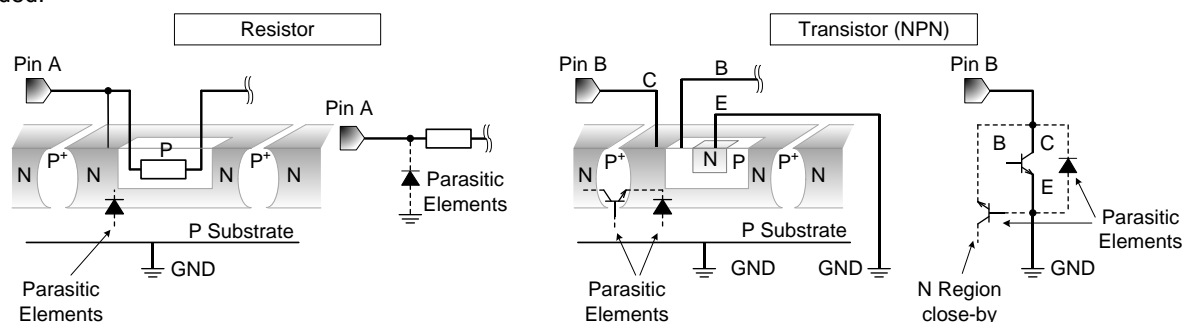 Resistor
Pin A
P
N P+ N N P+ N
P Substrate
GND
Parasitic
Elements
Pin A
Parasitic
Elements
Transistor (NPN)
Pin B
C
B
E
N P+ N N P N P+ N
P Substrate
GND
GND
Parasitic
Elements
Pin B
B C
E
Parasitic
Elements
GND
N Region
close-by